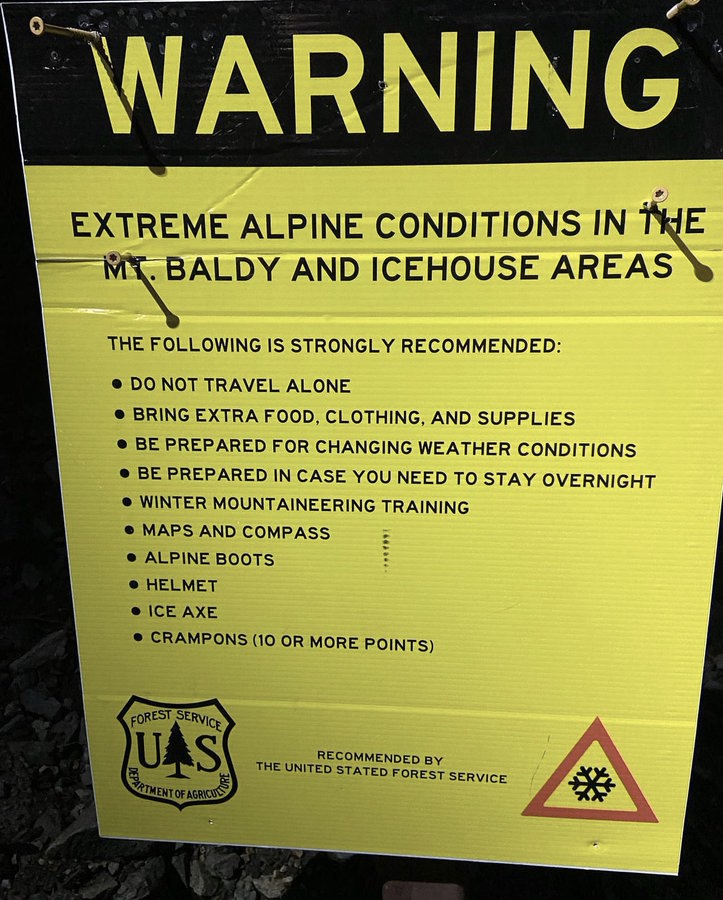 WARNING
EXTREME ALPINE CONDITIONS IN THE
MT. BALDY AND ICEHOUSE AREAS
THE FOLLOWING IS STRONGLY RECOMMENDED:
• DO NOT TRAVEL ALONE
• BRING EXTRA FOOD, CLOTHING, AND SUPPLIES
• BE PREPARED FOR CHANGING WEATHER CONDITIONS
• BE PREPARED IN CASE YOU NEED TO STAY OVERNIGHT
• WINTER MOUNTAINEERING TRAINING
• MAPS AND COMPASS
• ALPINE BOOTS
• HELMET
• ICE AXE
• CRAMPONS (10 OR MORE POINTS)
FOREST SERVICE
U S
DEPARTMENT OF AGRICULTURE
RECOMMENDED BY
THE UNITED STATED FOREST SERVICE